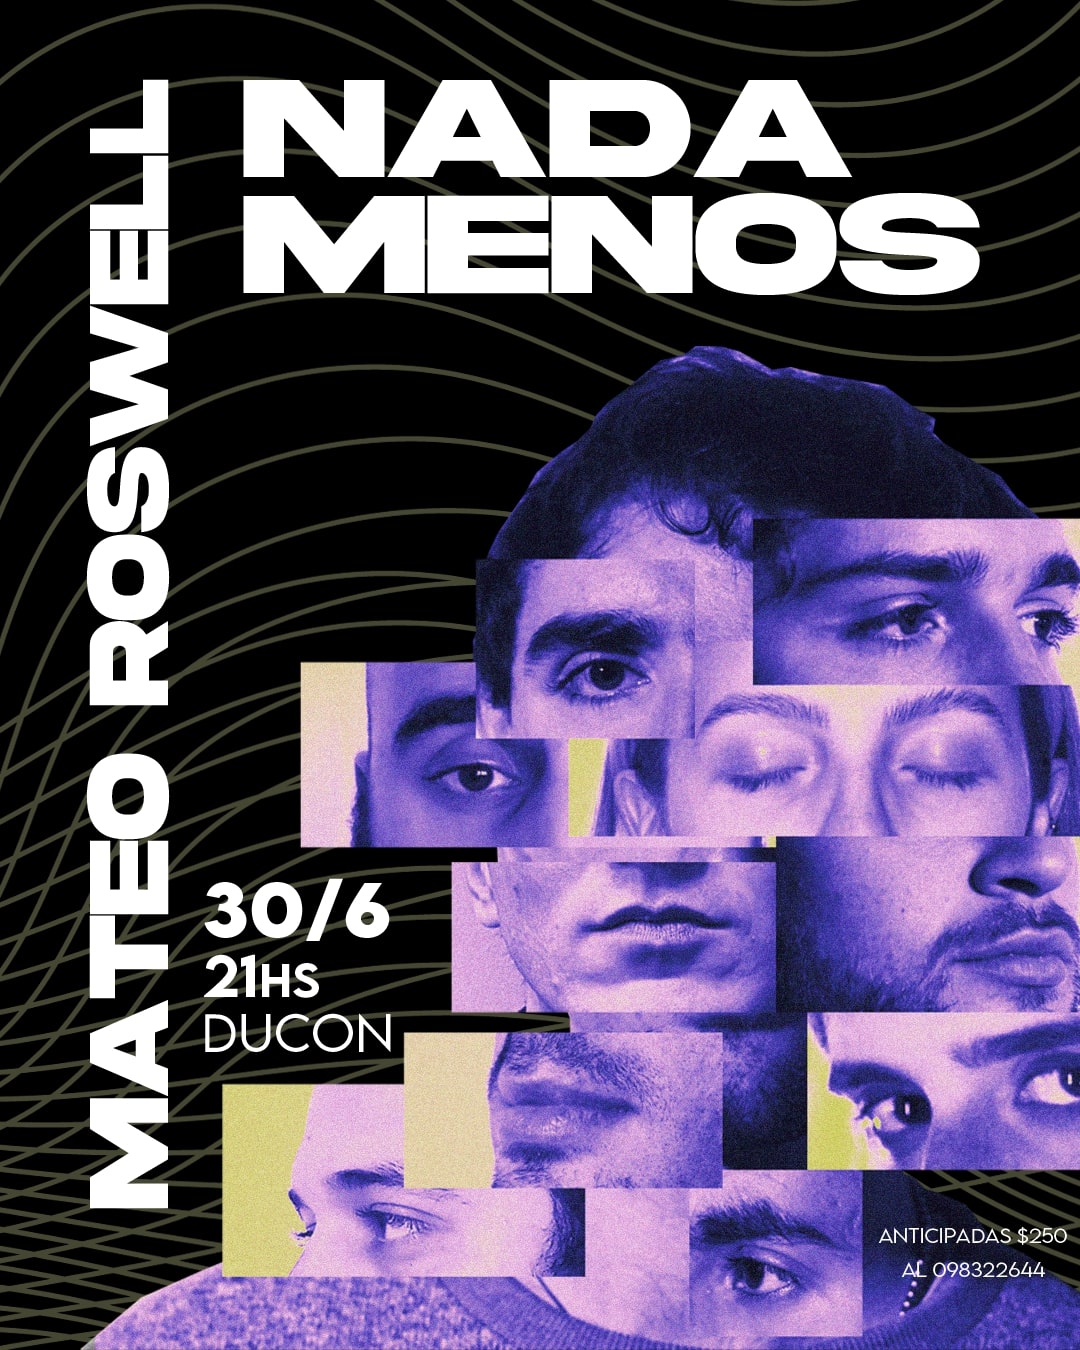 NADA
MENOS
MATEO ROSWELL
30/6
21HS
DUCON
ANTICIPADAS $250
AL 098322644